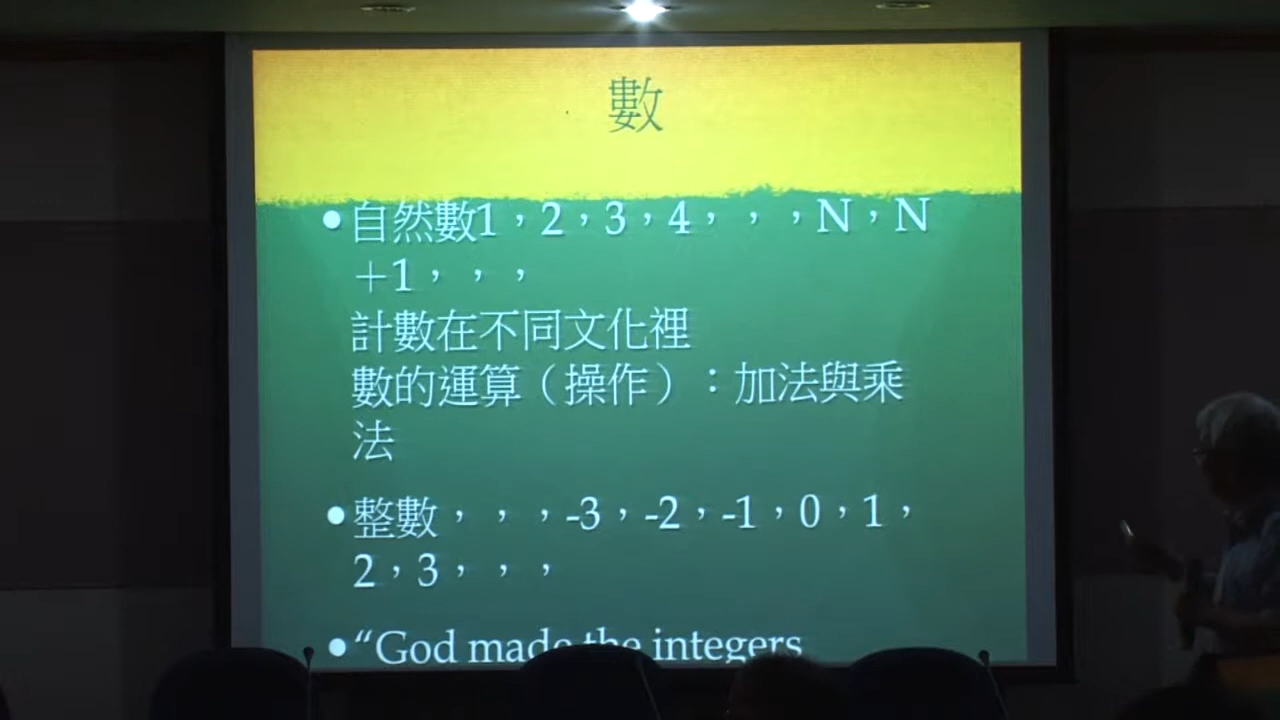 數
•自然數1，2，3，4，，，N，N
＋1，，，
計數在不同文化裡
數的運算（操作）：加法與乘
法
•整數，，，-3，-2，-1，0，1，
2，3，，，
•“God made the integers